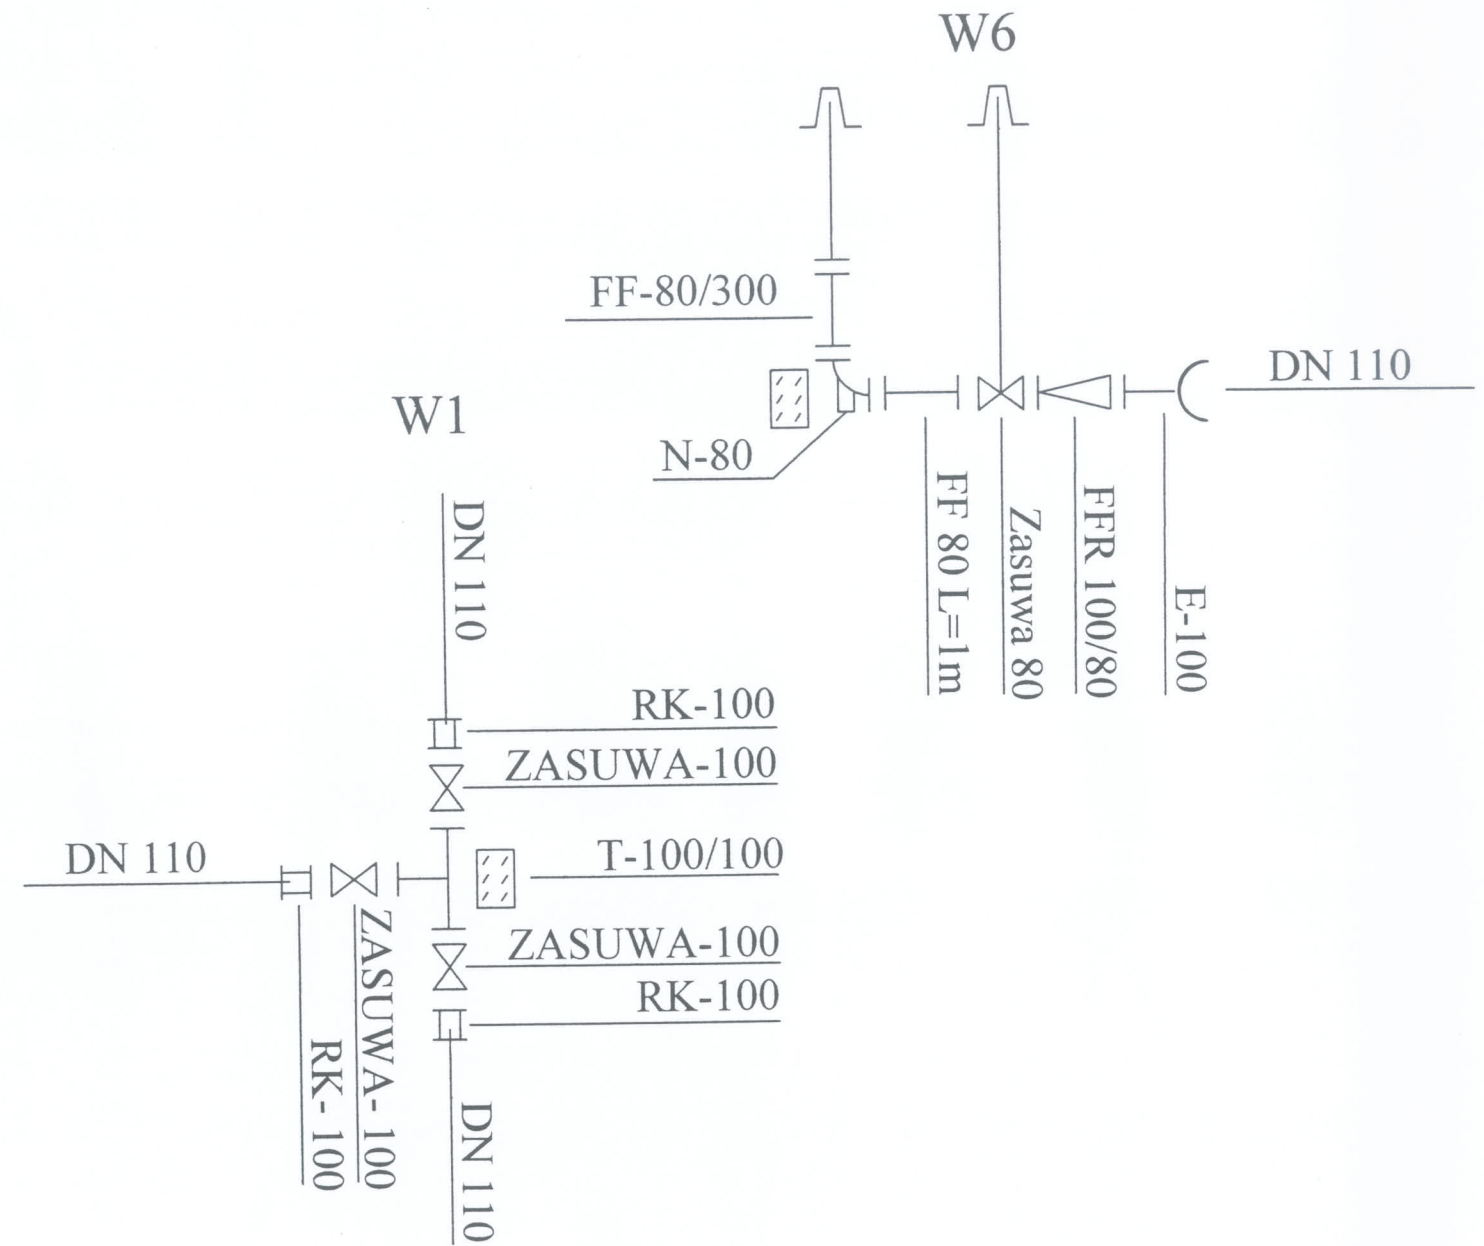 W6
FF-80/300
DN 110
N-80
FF 80 L=1m
Zasuwa 80
FFR 100/80
E-100
W1
DN 110
RK-100
ZASUWA-100
DN 110
T-100/100
ZASUWA-100
RK-100
RK- 100
ZASUWA- 100
DN 110